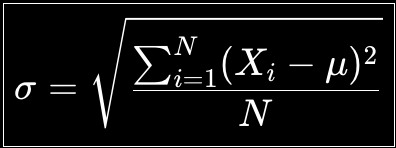 σ = √(∑_{i=1}^{N}(X_i − μ)² / N)